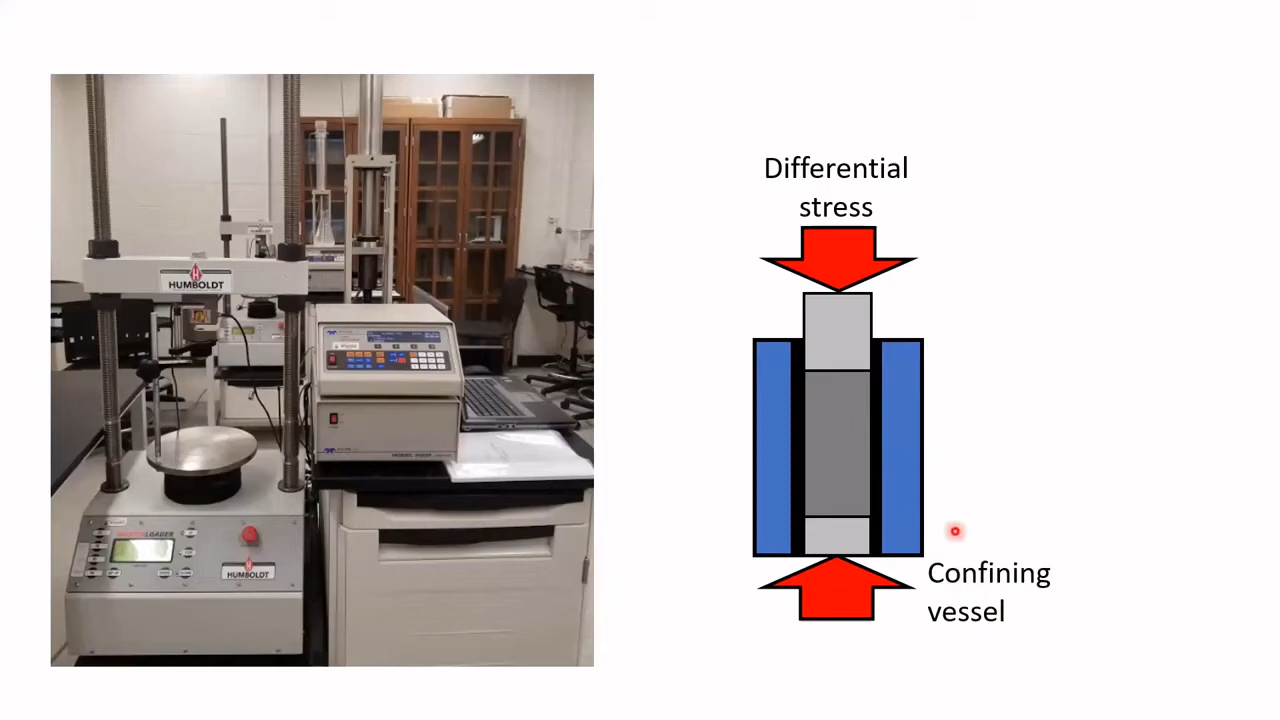 Differential
stress
HUMBOLDT
HUMBOLDT
Confining
vessel